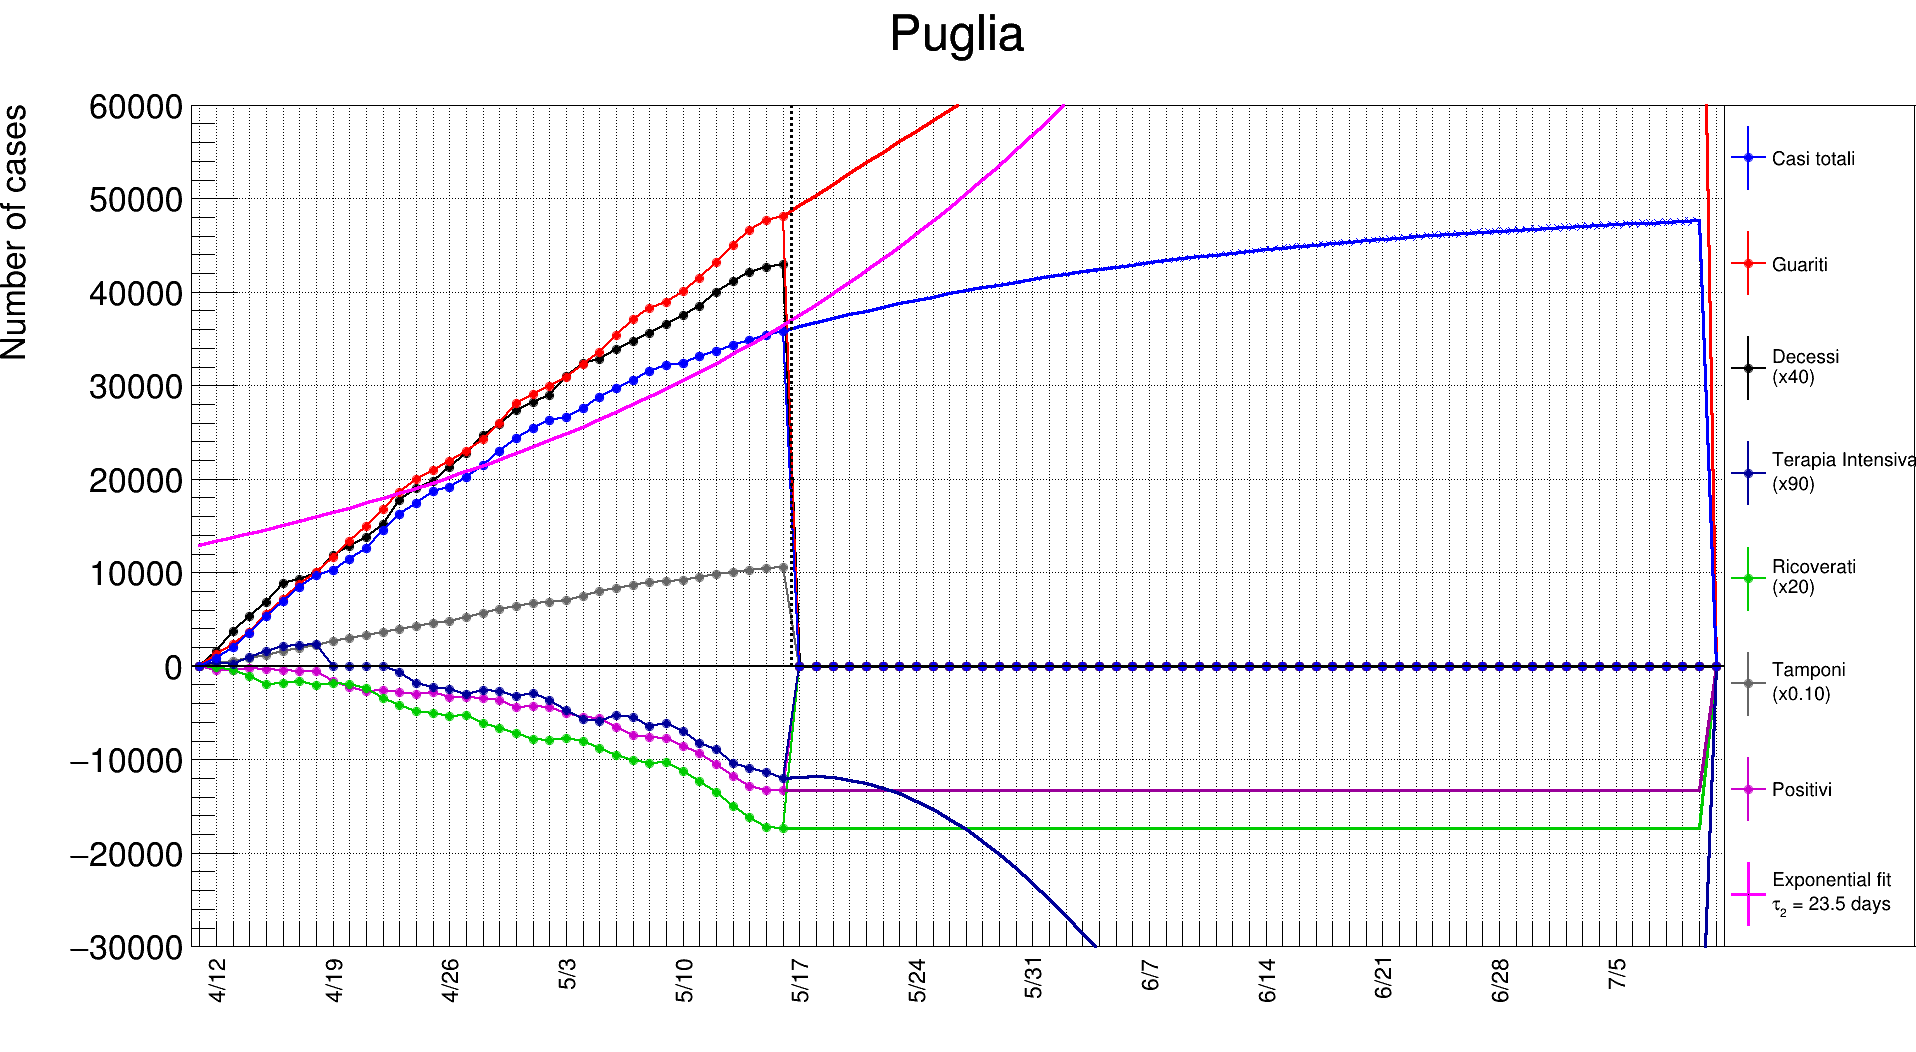 Puglia
Number of cases
60000
50000
40000
30000
20000
10000
0
−10000
−20000
−30000
4/12
4/19
4/26
5/3
5/10
5/17
5/24
5/31
6/7
6/14
6/21
6/28
7/5
Casi totali
Guariti
Decessi
(x40)
Terapia Intensiva
(x90)
Ricoverati
(x20)
Tamponi
(x0.10)
Positivi
Exponential fit
τ2 = 23.5 days